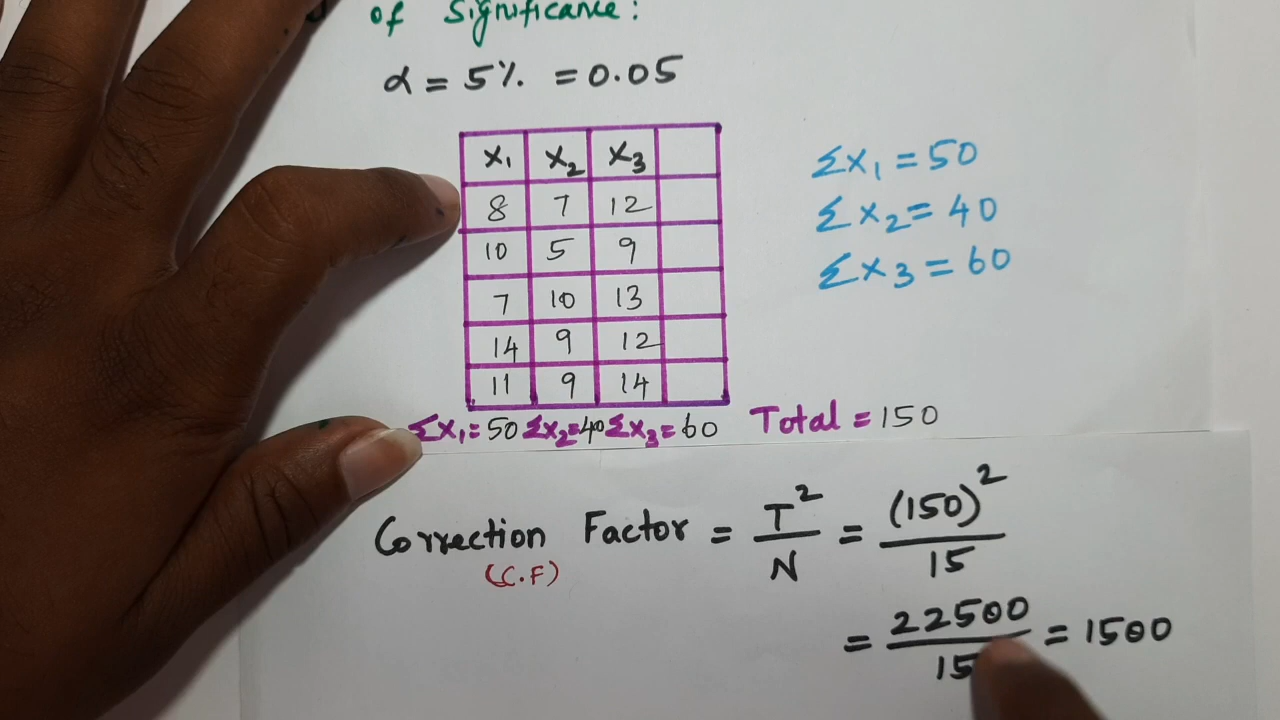 of Significance:
α = 5% = 0.05
X₁ X₂ X₃
8 7 12
10 5 9
7 10 13
14 9 12
11 9 14
Σx₁= 50 Σx₂=40 Σx₃= 60
Total = 150
Σx₁ = 50
Σx₂ = 40
Σx₃ = 60
Correction Factor = T²/N = (150)²/15
(C.F)
= 22500/15 = 1500